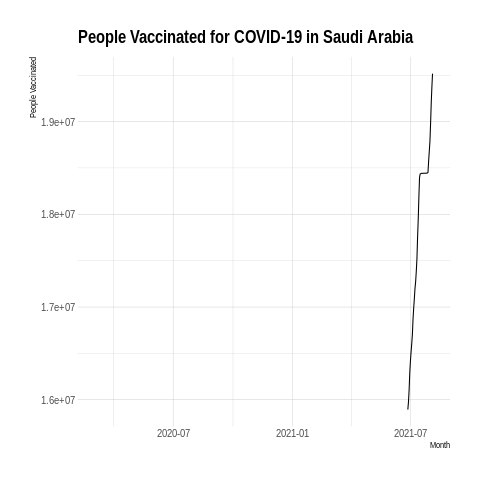 People Vaccinated for COVID-19 in Saudi Arabia
People Vaccinated
1.9e+07
1.8e+07
1.7e+07
1.6e+07
2020-07 2021-01 2021-07
Month